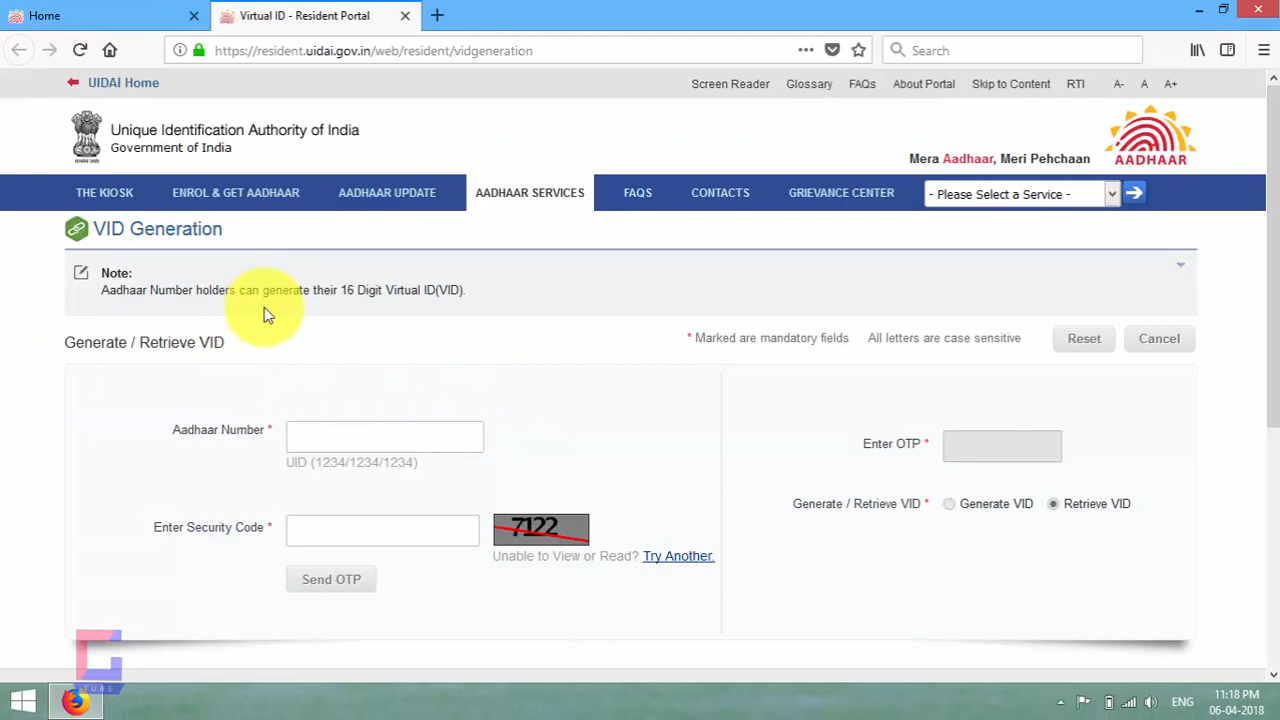 Home
Virtual ID - Resident Portal
https://resident.uidai.gov.in/web/resident/vidgeneration
Search
UIDAI Home
Screen Reader Glossary FAQs About Portal Skip to Content RTI A- A A+
Unique Identification Authority of India
Government of India
Mera Aadhaar, Meri Pehchaan
AADHAAR
THE KIOSK ENROL & GET AADHAAR AADHAAR UPDATE AADHAAR SERVICES FAQS CONTACTS GRIEVANCE CENTER - Please Select a Service -
VID Generation
Note:
Aadhaar Number holders can generate their 16 Digit Virtual ID(VID).
Generate / Retrieve VID
* Marked are mandatory fields All letters are case sensitive Reset Cancel
Aadhaar Number *
UID (1234/1234/1234)
Enter Security Code *
7122
Unable to View or Read? Try Another.
Send OTP
Enter OTP *
Generate / Retrieve VID * Generate VID Retrieve VID
TUBE
ENG
11:18 PM
06-04-2018